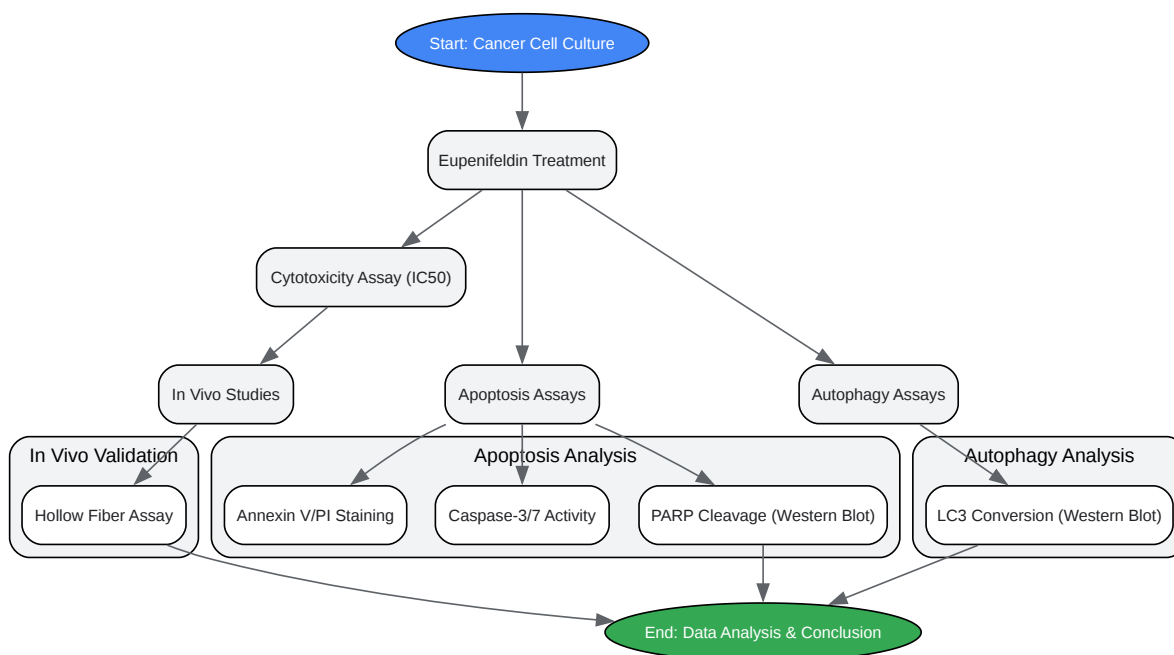 Start: Cancer Cell Culture
Eupenifeldin Treatment
Cytotoxicity Assay (IC50)
In Vivo Studies
Apoptosis Assays
Autophagy Assays
In Vivo Validation
Apoptosis Analysis
Autophagy Analysis
Hollow Fiber Assay
Annexin V/PI Staining
Caspase-3/7 Activity
PARP Cleavage (Western Blot)
LC3 Conversion (Western Blot)
End: Data Analysis & Conclusion